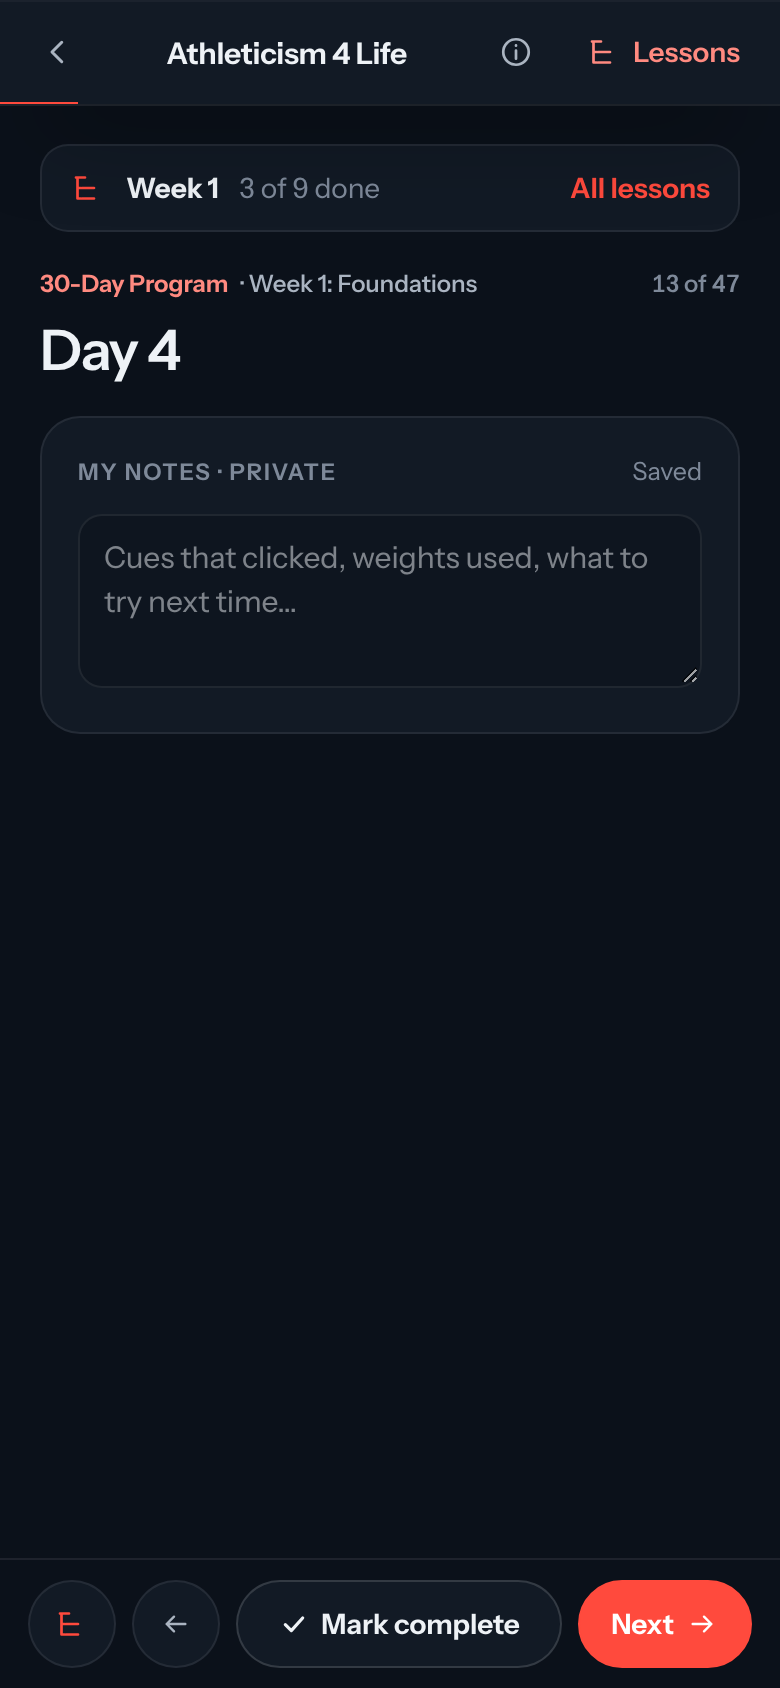 Athleticism 4 Life
Lessons
Week 1 3 of 9 done All lessons
30-Day Program · Week 1: Foundations 13 of 47
Day 4
MY NOTES · PRIVATE Saved
Cues that clicked, weights used, what to
try next time...
Mark complete
Next